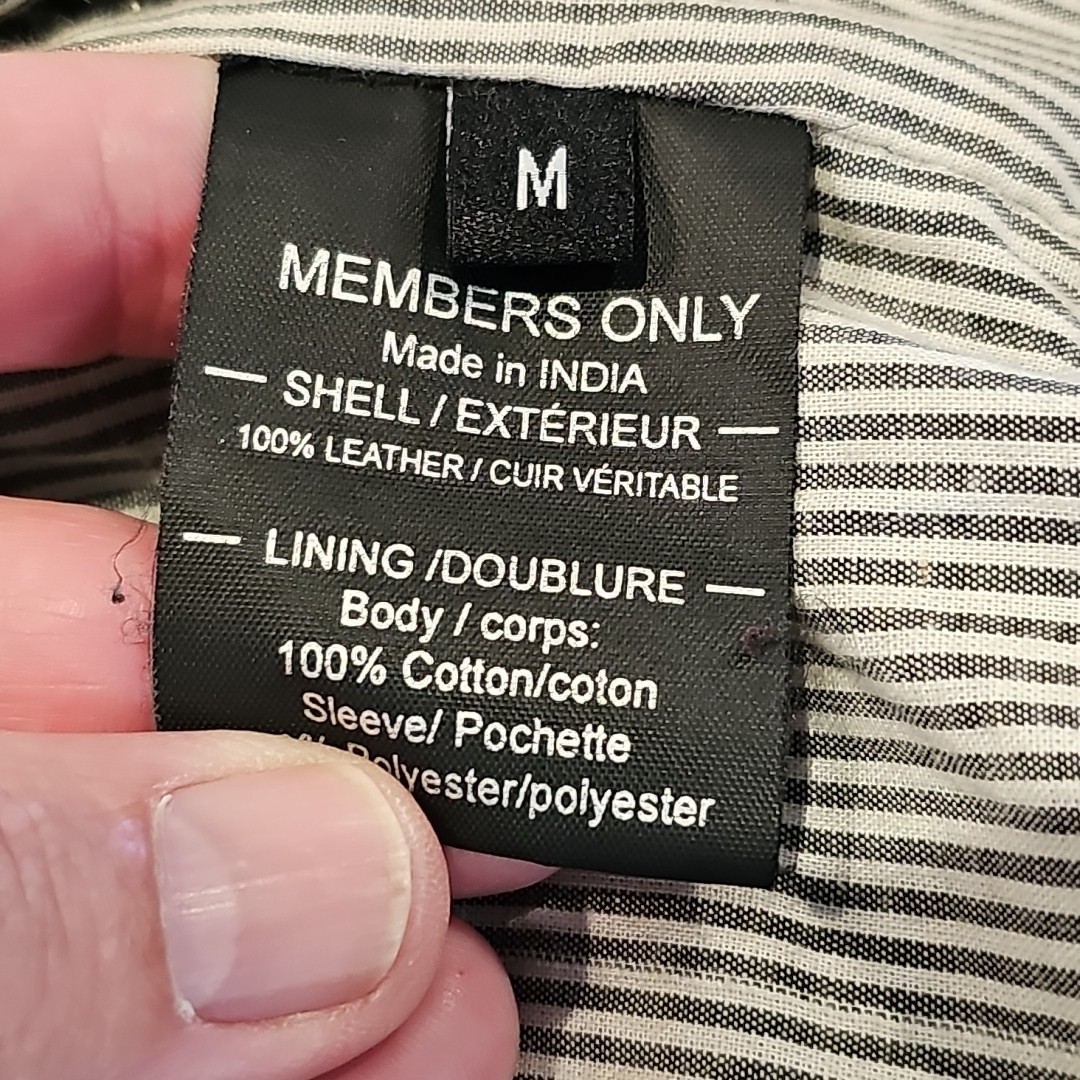 M
MEMBERS ONLY
Made in INDIA
SHELL / EXTÉRIEUR
100% LEATHER / CUIR VÉRITABLE
LINING /DOUBLURE
Body / corps:
100% Cotton/coton
Sleeve/ Pochette
Polyester/polyester